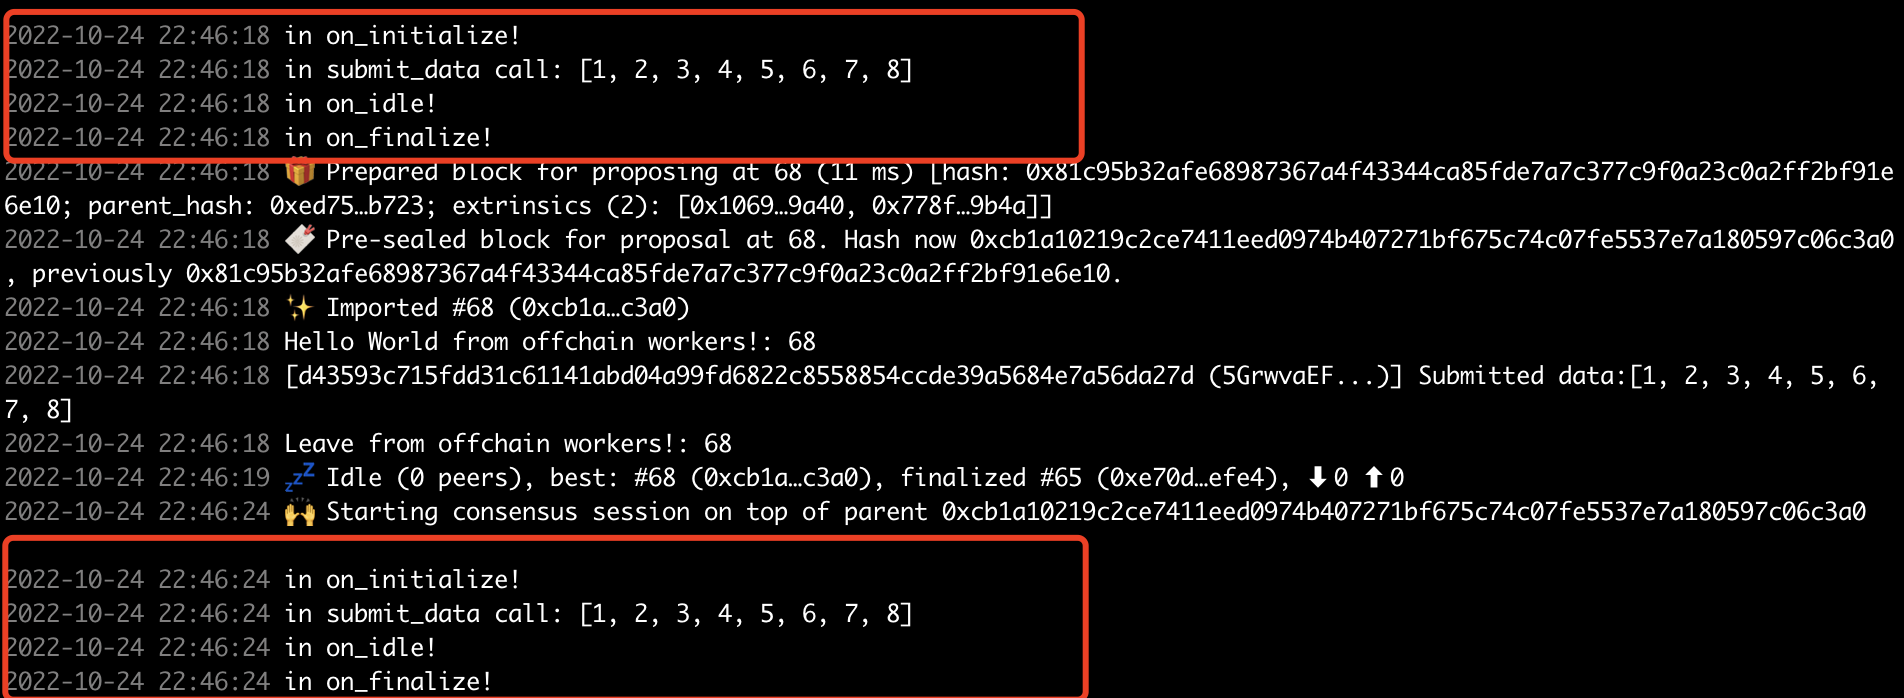 2022-10-24 22:46:18 in on_initialize!
2022-10-24 22:46:18 in submit_data call: [1, 2, 3, 4, 5, 6, 7, 8]
2022-10-24 22:46:18 in on_idle!
2022-10-24 22:46:18 in on_finalize!
2022-10-24 22:46:18 🎁 Prepared block for proposing at 68 (11 ms) [hash: 0x81c95b32afe68987367a4f43344ca85fde7a7c377c9f0a23c0a2ff2bf91e
6e10; parent_hash: 0xed75…b723; extrinsics (2): [0x1069…9a40, 0x778f…9b4a]]
2022-10-24 22:46:18 🔖 Pre-sealed block for proposal at 68. Hash now 0xcb1a10219c2ce7411eed0974b407271bf675c74c07fe5537e7a180597c06c3a0
, previously 0x81c95b32afe68987367a4f43344ca85fde7a7c377c9f0a23c0a2ff2bf91e6e10.
2022-10-24 22:46:18 ✨ Imported #68 (0xcb1a…c3a0)
2022-10-24 22:46:18 Hello World from offchain workers!: 68
2022-10-24 22:46:18 [d43593c715fdd31c61141abd04a99fd6822c8558854ccde39a5684e7a56da27d (5GrwvaEF...)] Submitted data:[1, 2, 3, 4, 5, 6,
7, 8]
2022-10-24 22:46:18 Leave from offchain workers!: 68
2022-10-24 22:46:19 💤 Idle (0 peers), best: #68 (0xcb1a…c3a0), finalized #65 (0xe70d…efe4), ⬇ 0 ⬆ 0
2022-10-24 22:46:24 🙌 Starting consensus session on top of parent 0xcb1a10219c2ce7411eed0974b407271bf675c74c07fe5537e7a180597c06c3a0
2022-10-24 22:46:24 in on_initialize!
2022-10-24 22:46:24 in submit_data call: [1, 2, 3, 4, 5, 6, 7, 8]
2022-10-24 22:46:24 in on_idle!
2022-10-24 22:46:24 in on_finalize!